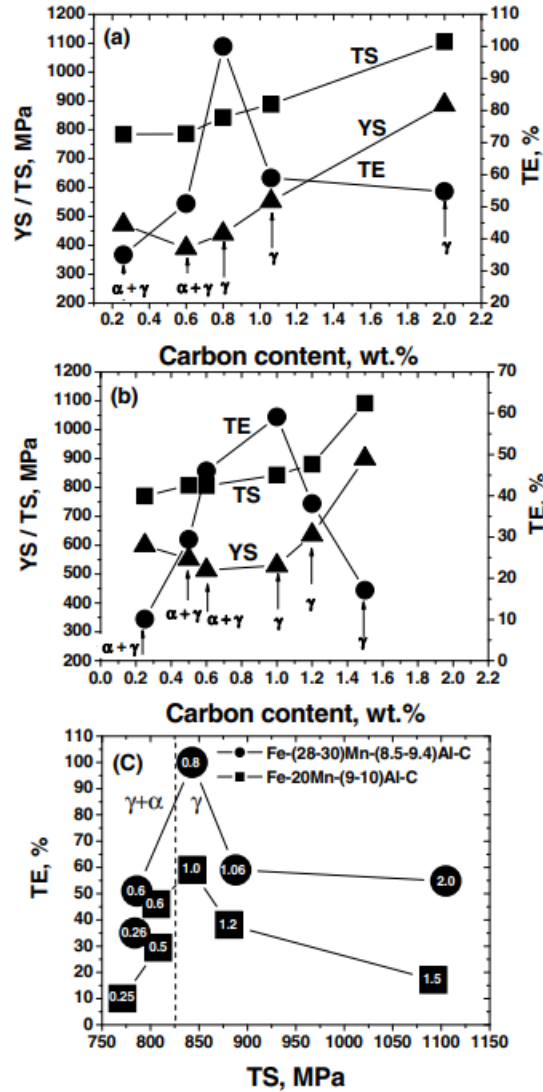 (a)
1200
1100
1000
900
800
700
600
500
400
300
200
YS / TS, MPa
TS
YS
TE
α + γ
α + γ
γ
γ
γ
110
100
90
80
70
60
50
40
30
20
TE, %
0.2 0.4 0.6 0.8 1.0 1.2 1.4 1.6 1.8 2.0 2.2
Carbon content, wt.%
(b)
1200
1100
1000
900
800
700
600
500
400
300
200
YS / TS, MPa
TE
TS
YS
α + γ
α + γ
α + γ
γ
γ
γ
70
60
50
40
30
20
10
0
TE, %
0.0 0.2 0.4 0.6 0.8 1.0 1.2 1.4 1.6 1.8 2.0 2.2
Carbon content, wt.%
(C)
Fe-(28-30)Mn-(8.5-9.4)Al-C
Fe-20Mn-(9-10)Al-C
110
100
90
80
70
60
50
40
30
20
10
0
TE, %
γ+α
γ
0.8
0.6
0.6
1.0
1.06
2.0
0.26
0.5
1.2
0.25
1.5
750 800 850 900 950 1000 1050 1100 1150
TS, MPa